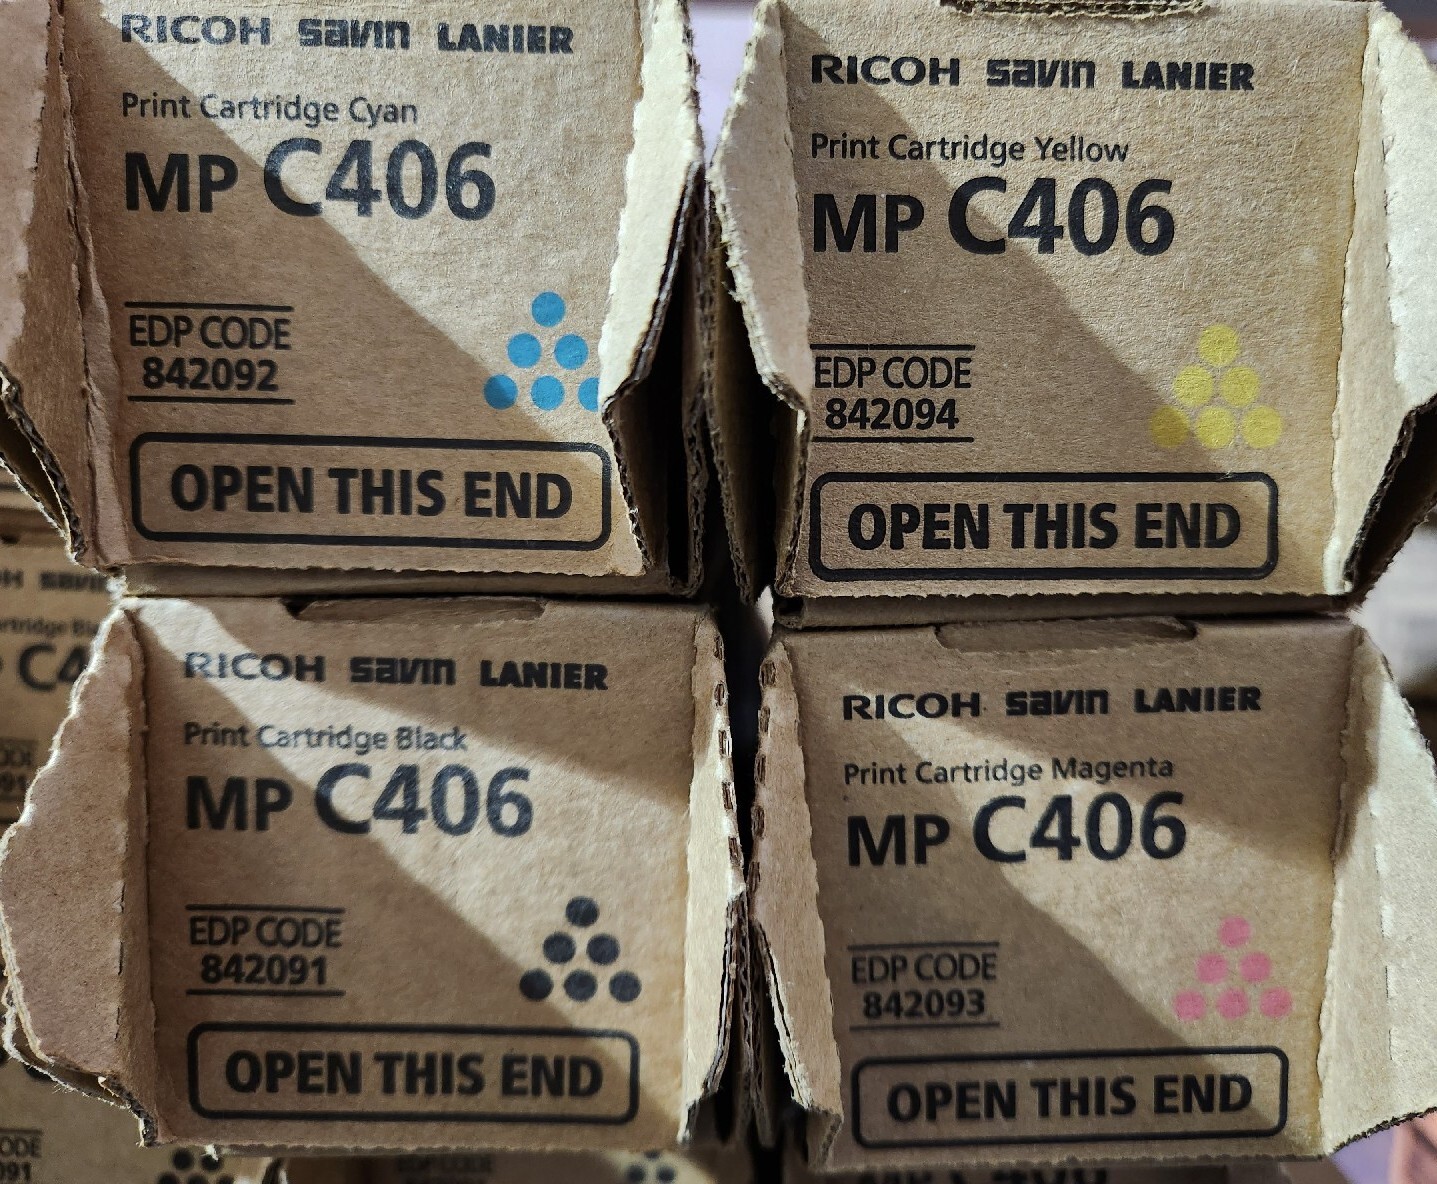 RICOH savin LANIER
Print Cartridge Cyan
MP C406
EDP CODE
842092
OPEN THIS END
RICOH savin LANIER
Print Cartridge Yellow
MP C406
EDP CODE
842094
OPEN THIS END
RICOH savin LANIER
Print Cartridge Black
MP C406
EDP CODE
842091
OPEN THIS END
RICOH savin LANIER
Print Cartridge Magenta
MP C406
EDP CODE
842093
OPEN THIS END